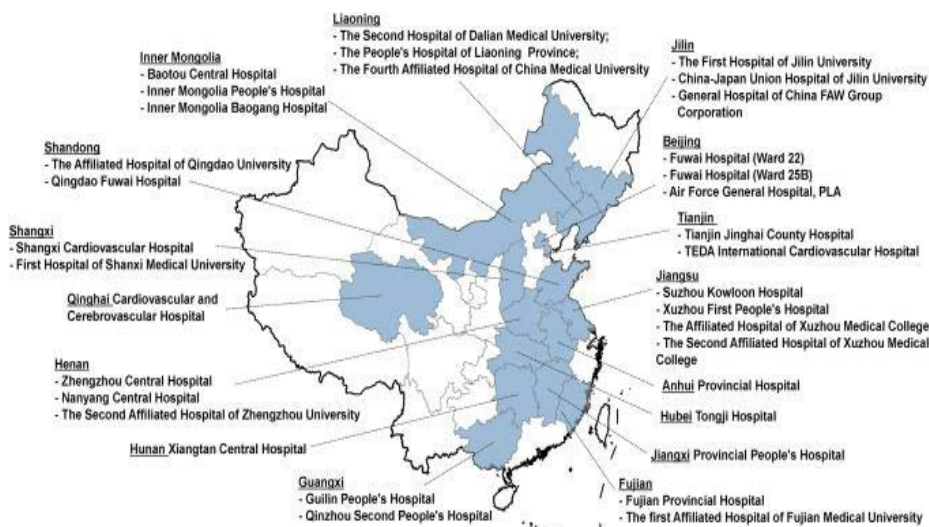 Liaoning
- The Second Hospital of Dalian Medical University;
- The People's Hospital of Liaoning Province;
- The Fourth Affiliated Hospital of China Medical University
Jilin
- The First Hospital of Jilin University
- China-Japan Union Hospital of Jilin University
- General Hospital of China FAW Group
Corporation
Inner Mongolia
- Baotou Central Hospital
- Inner Mongolia People's Hospital
- Inner Mongolia Baogang Hospital
Beijing
- Fuwai Hospital (Ward 22)
- Fuwai Hospital (Ward 25B)
- Air Force General Hospital, PLA
Shandong
- The Affiliated Hospital of Qingdao University
- Qingdao Fuwai Hospital
Tianjin
- Tianjin Jinghai County Hospital
- TEDA International Cardiovascular Hospital
Shangxi
- Shangxi Cardiovascular Hospital
- First Hospital of Shanxi Medical University
Jiangsu
- Suzhou Kowloon Hospital
- Xuzhou First People's Hospital
- The Affiliated Hospital of Xuzhou Medical College
- The Second Affiliated Hospital of Xuzhou Medical
College
Qinghai Cardiovascular and
Cerebrovascular Hospital
Henan
- Zhengzhou Central Hospital
- Nanyang Central Hospital
- The Second Affiliated Hospital of Zhengzhou University
Anhui Provincial Hospital
Hubei Tongji Hospital
Hunan Xiangtan Central Hospital
Jiangxi Provincial People's Hospital
Guangxi
- Guilin People's Hospital
- Qinzhou Second People's Hospital
Fujian
- Fujian Provincial Hospital
- The first Affiliated Hospital of Fujian Medical University